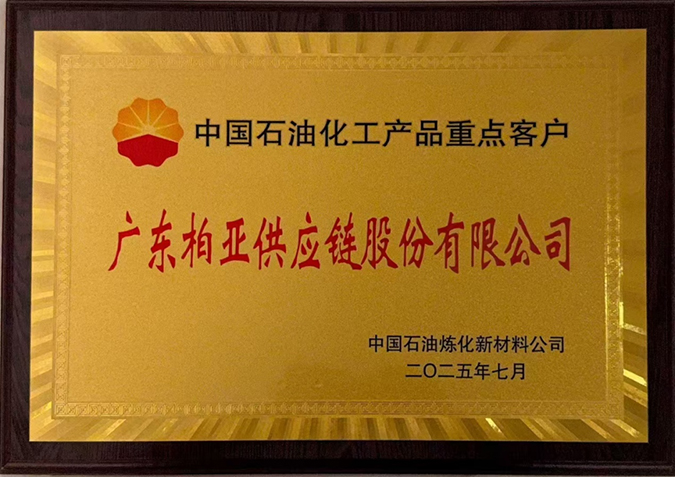 中国石油化工产品重点客户
广东柏亚供应链股份有限公司
中国石油炼化新材料公司
二〇二五年七月